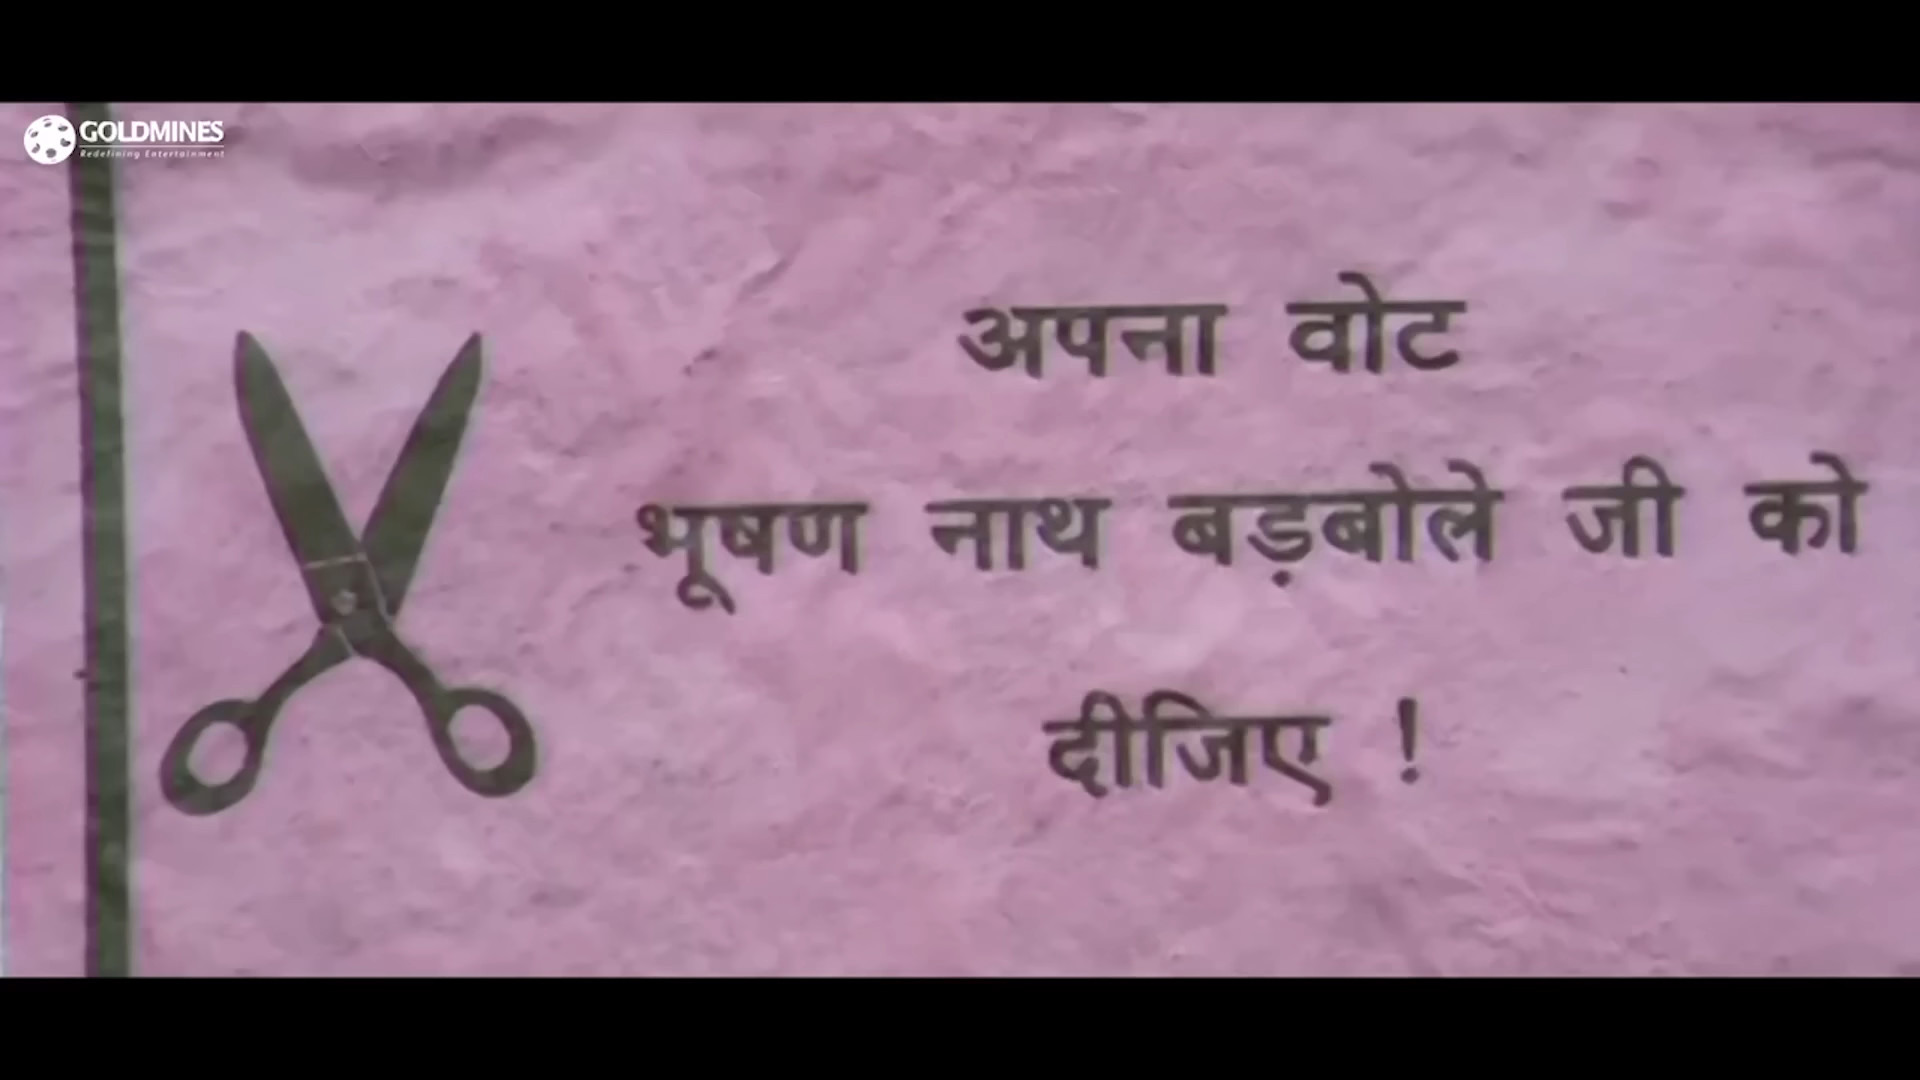 GOLDMINES
Redefining Entertainment
अपना वोट
भूषण नाथ बड़बोले जी को
दीजिए !